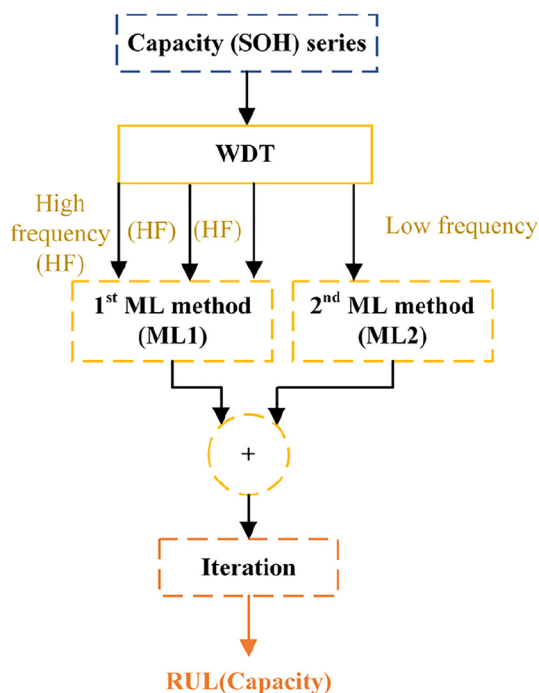 Capacity (SOH) series
WDT
High
frequency
(HF)
(HF)
(HF)
Low frequency
1st ML method
(ML1)
2nd ML method
(ML2)
+
Iteration
RUL(Capacity)